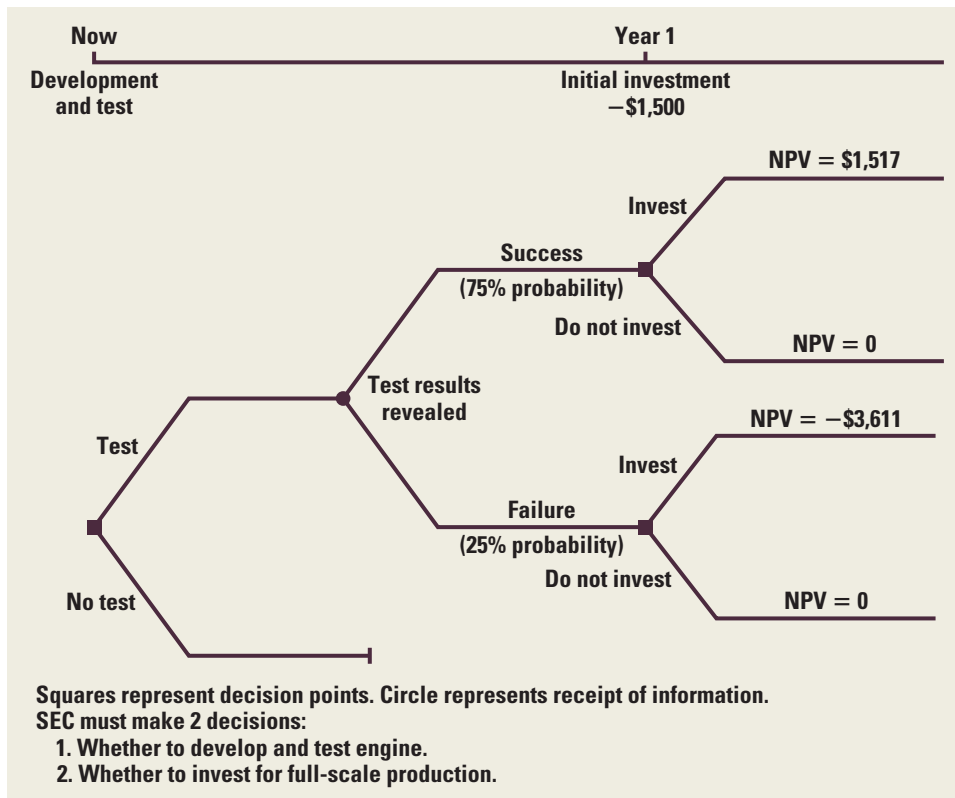 Now
Year 1
Development
and test
Initial investment
−$1,500
NPV = $1,517
Invest
Success
(75% probability)
Do not invest
NPV = 0
Test results
revealed
NPV = −$3,611
Test
Invest
Failure
(25% probability)
Do not invest
No test
NPV = 0
Squares represent decision points. Circle represents receipt of information.
SEC must make 2 decisions:
1. Whether to develop and test engine.
2. Whether to invest for full-scale production.